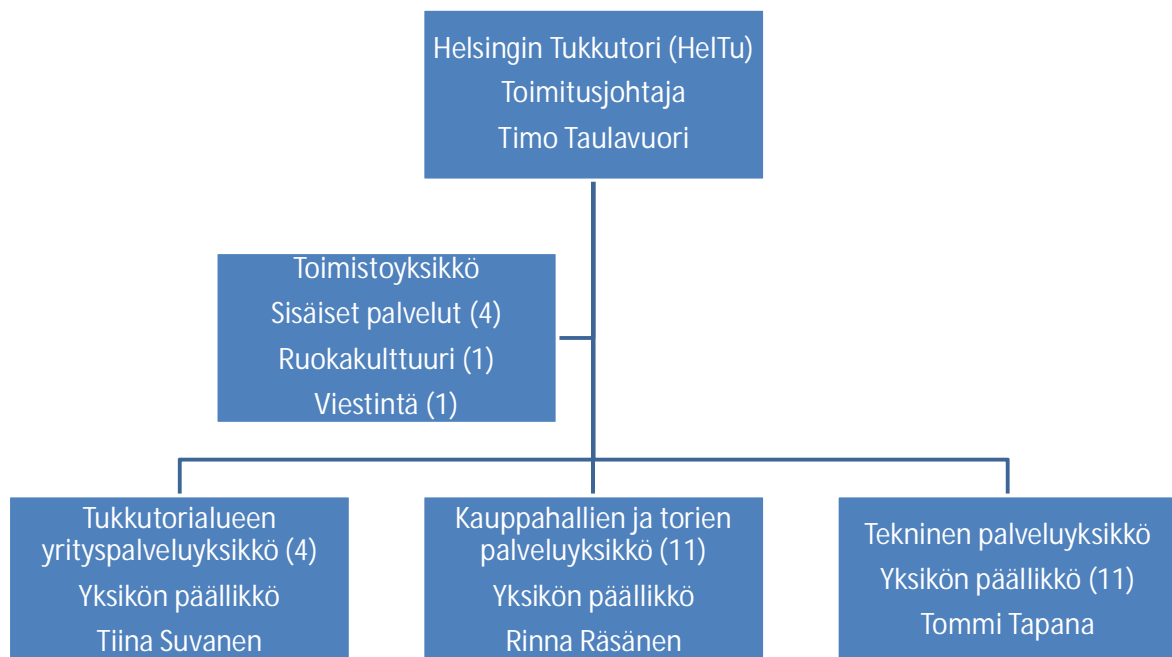 Helsingin Tukkutori (HelTu)
Toimitusjohtaja
Timo Taulavuori
Toimistoyksikkö
Sisäiset palvelut (4)
Ruokakulttuuri (1)
Viestintä (1)
Tukkutorialueen
yrityspalveluyksikkö (4)
Yksikön päällikkö
Tiina Suvanen
Kauppahallien ja torien
palveluyksikkö (11)
Yksikön päällikkö
Rinna Räsänen
Tekninen palveluyksikkö
Yksikön päällikkö (11)
Tommi Tapana